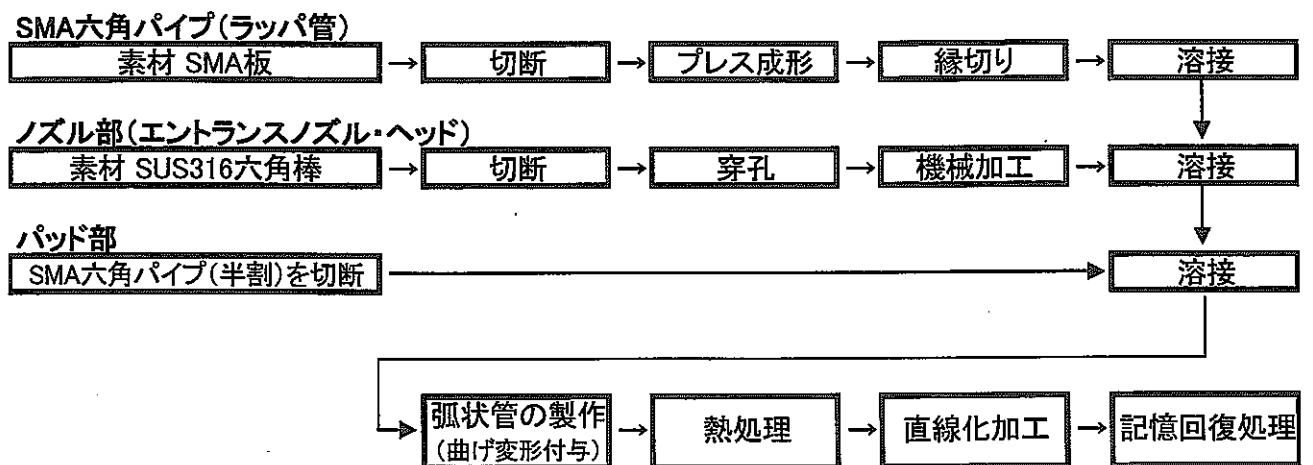 SMA六角パイプ(ラッパ管)
素材 SMA板 → 切断 → プレス成形 → 縁切り → 溶接
ノズル部(エントランスノズル・ヘッド)
素材 SUS316六角棒 → 切断 → 穿孔 → 機械加工 → 溶接
パッド部
SMA六角パイプ(半割)を切断 → 溶接
弧状管の製作 → 熱処理 → 直線化加工 → 記憶回復処理
(曲げ変形付与)